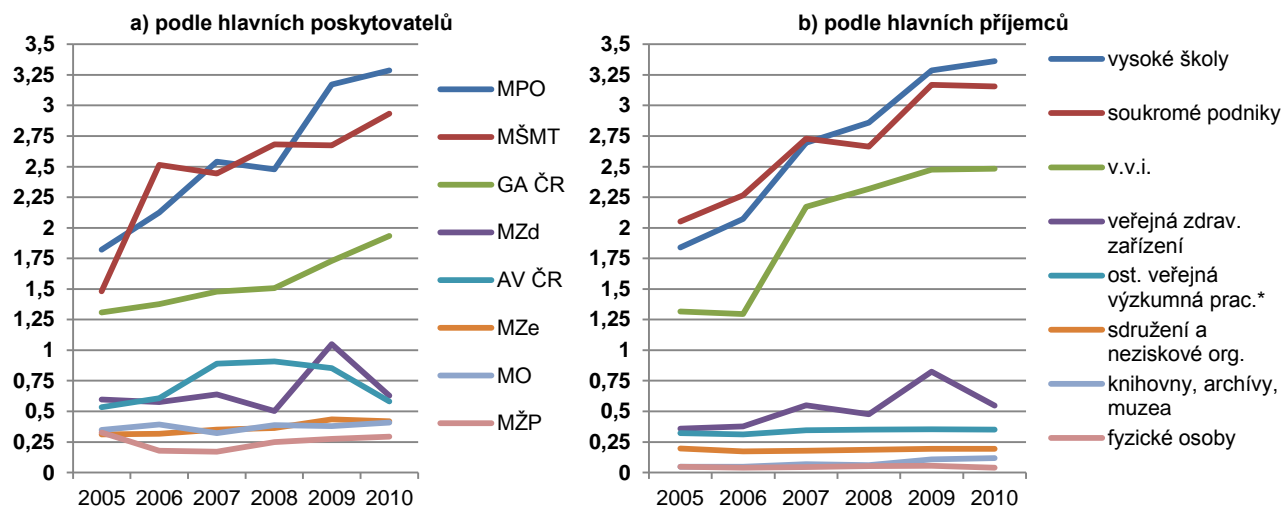 a) podle hlavních poskytovatelů
3,5
3,25
3
2,75
2,5
2,25
2
1,75
1,5
1,25
1
0,75
0,5
0,25
0
2005 2006 2007 2008 2009 2010
MPO
MŠMT
GA ČR
MZd
AV ČR
MZe
MO
MŽP
b) podle hlavních příjemců
3,5
3,25
3
2,75
2,5
2,25
2
1,75
1,5
1,25
1
0,75
0,5
0,25
0
2005 2006 2007 2008 2009 2010
vysoké školy
soukromé podniky
v.v.i.
veřejná zdrav.
zařízení
ost. veřejná
výzkumná prac.*
sdružení a
neziskové org.
knihovny, archívy,
muzea
fyzické osoby